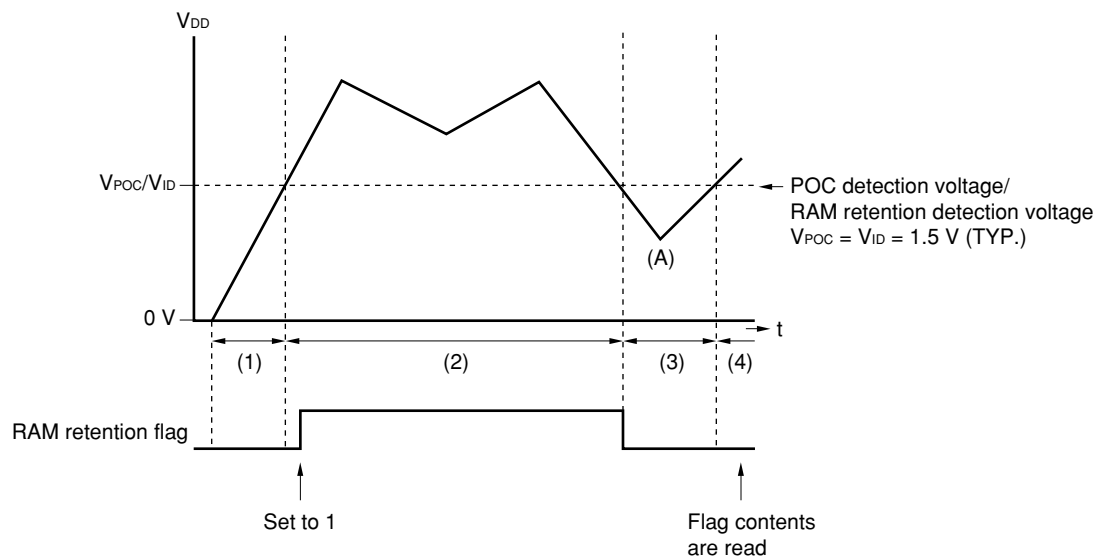 VDD
VPOC/VID
POC detection voltage/
RAM retention detection voltage
VPOC = VID = 1.5 V (TYP.)
(A)
0 V
t
(1) (2) (3) (4)
RAM retention flag
Set to 1
Flag contents
are read